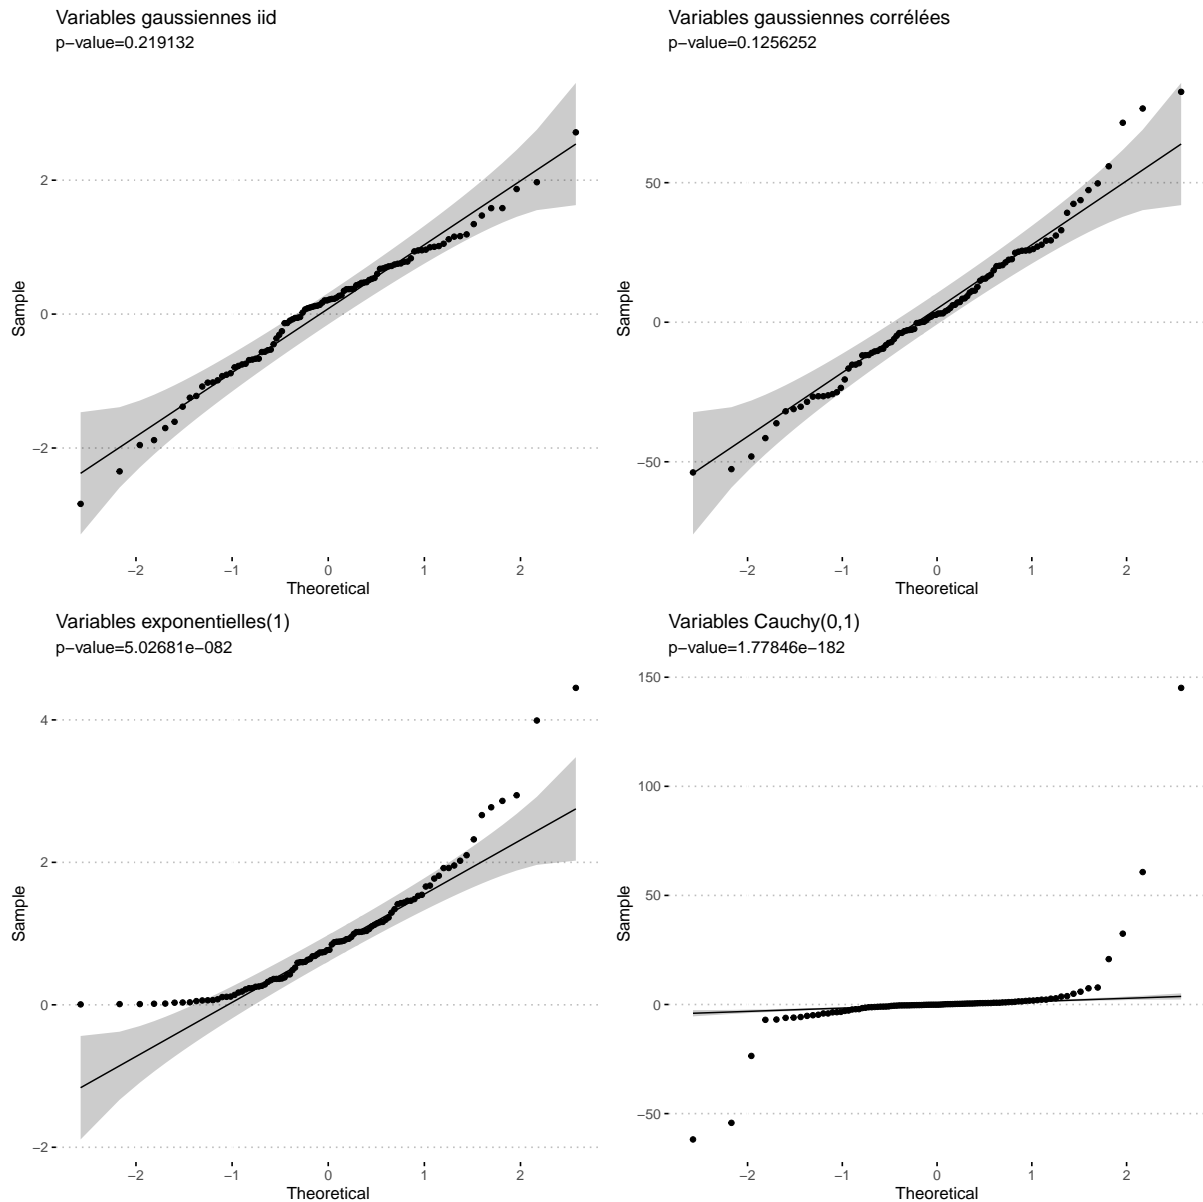 Variables gaussiennes iid
p−value=0.219132
2
0
−2
Sample
−2 −1 0 1 2
Theoretical
Variables gaussiennes corrélées
p−value=0.1256252
50
0
−50
Sample
−2 −1 0 1 2
Theoretical
Variables exponentielles(1)
p−value=5.02681e−082
4
2
0
−2
Sample
−2 −1 0 1 2
Theoretical
Variables Cauchy(0,1)
p−value=1.77846e−182
150
100
50
0
−50
Sample
−2 −1 0 1 2
Theoretical